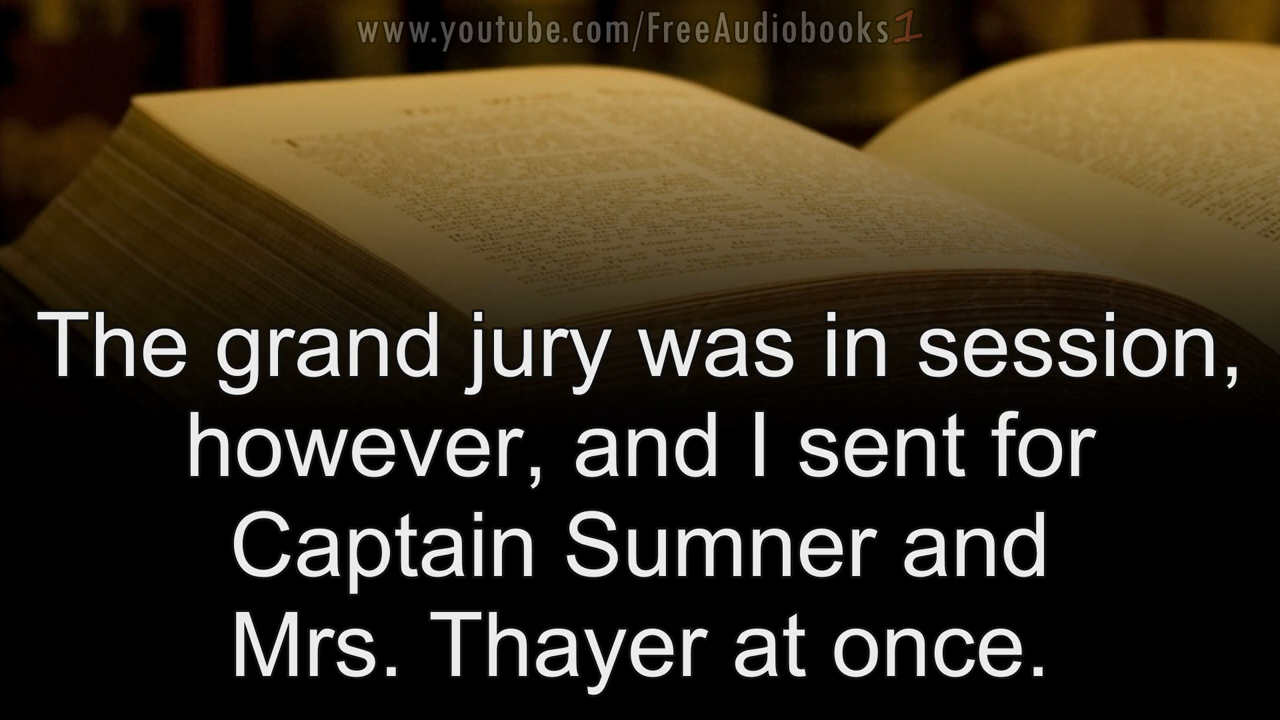 www.youtube.com/FreeAudiobooks1
The grand jury was in session,
however, and I sent for
Captain Sumner and
Mrs. Thayer at once.